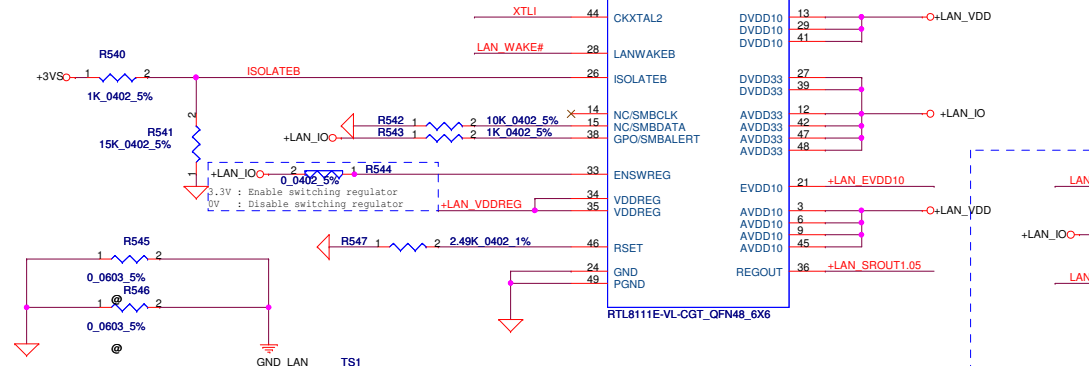 XTLI 44 CKXTAL2 DVDD10 13 +LAN_VDD
DVDD10 29
DVDD10 41
LAN_WAKE# 28 LANWAKEB
R540
+3VS 1 2 ISOLATEB 26 ISOLATEB DVDD33 27
1K_0402_5% DVDD33 39
14 NC/SMBCLK AVDD33 12 +LAN_IO
R542 1 2 10K_0402_5% 15 NC/SMBDATA AVDD33 42
+LAN_IO R543 1 2 1K_0402_5% 38 GPO/SMBALERT AVDD33 47
AVDD33 48
2
R541
15K_0402_5%
1
+LAN_IO 2 1 R544 33 ENSWREG
0_0402_5%
3.3V : Enable switching regulator
0V : Disable switching regulator
EVDD10 21 +LAN_EVDD10
34 VDDREG
+LAN_VDDREG 35 VDDREG
AVDD10 3 +LAN_VDD
AVDD10 6
AVDD10 9
AVDD10 45
R547 1 2 2.49K_0402_1% 46 RSET
24 GND REGOUT 36 +LAN_SROUT1.05
49 PGND
RTL8111E-VL-CGT_QFN48_6X6
R545
1 2
0_0603_5%
@
R546
1 2
0_0603_5%
@
GND_LAN TS1
LAN
+LAN_IO
LAN